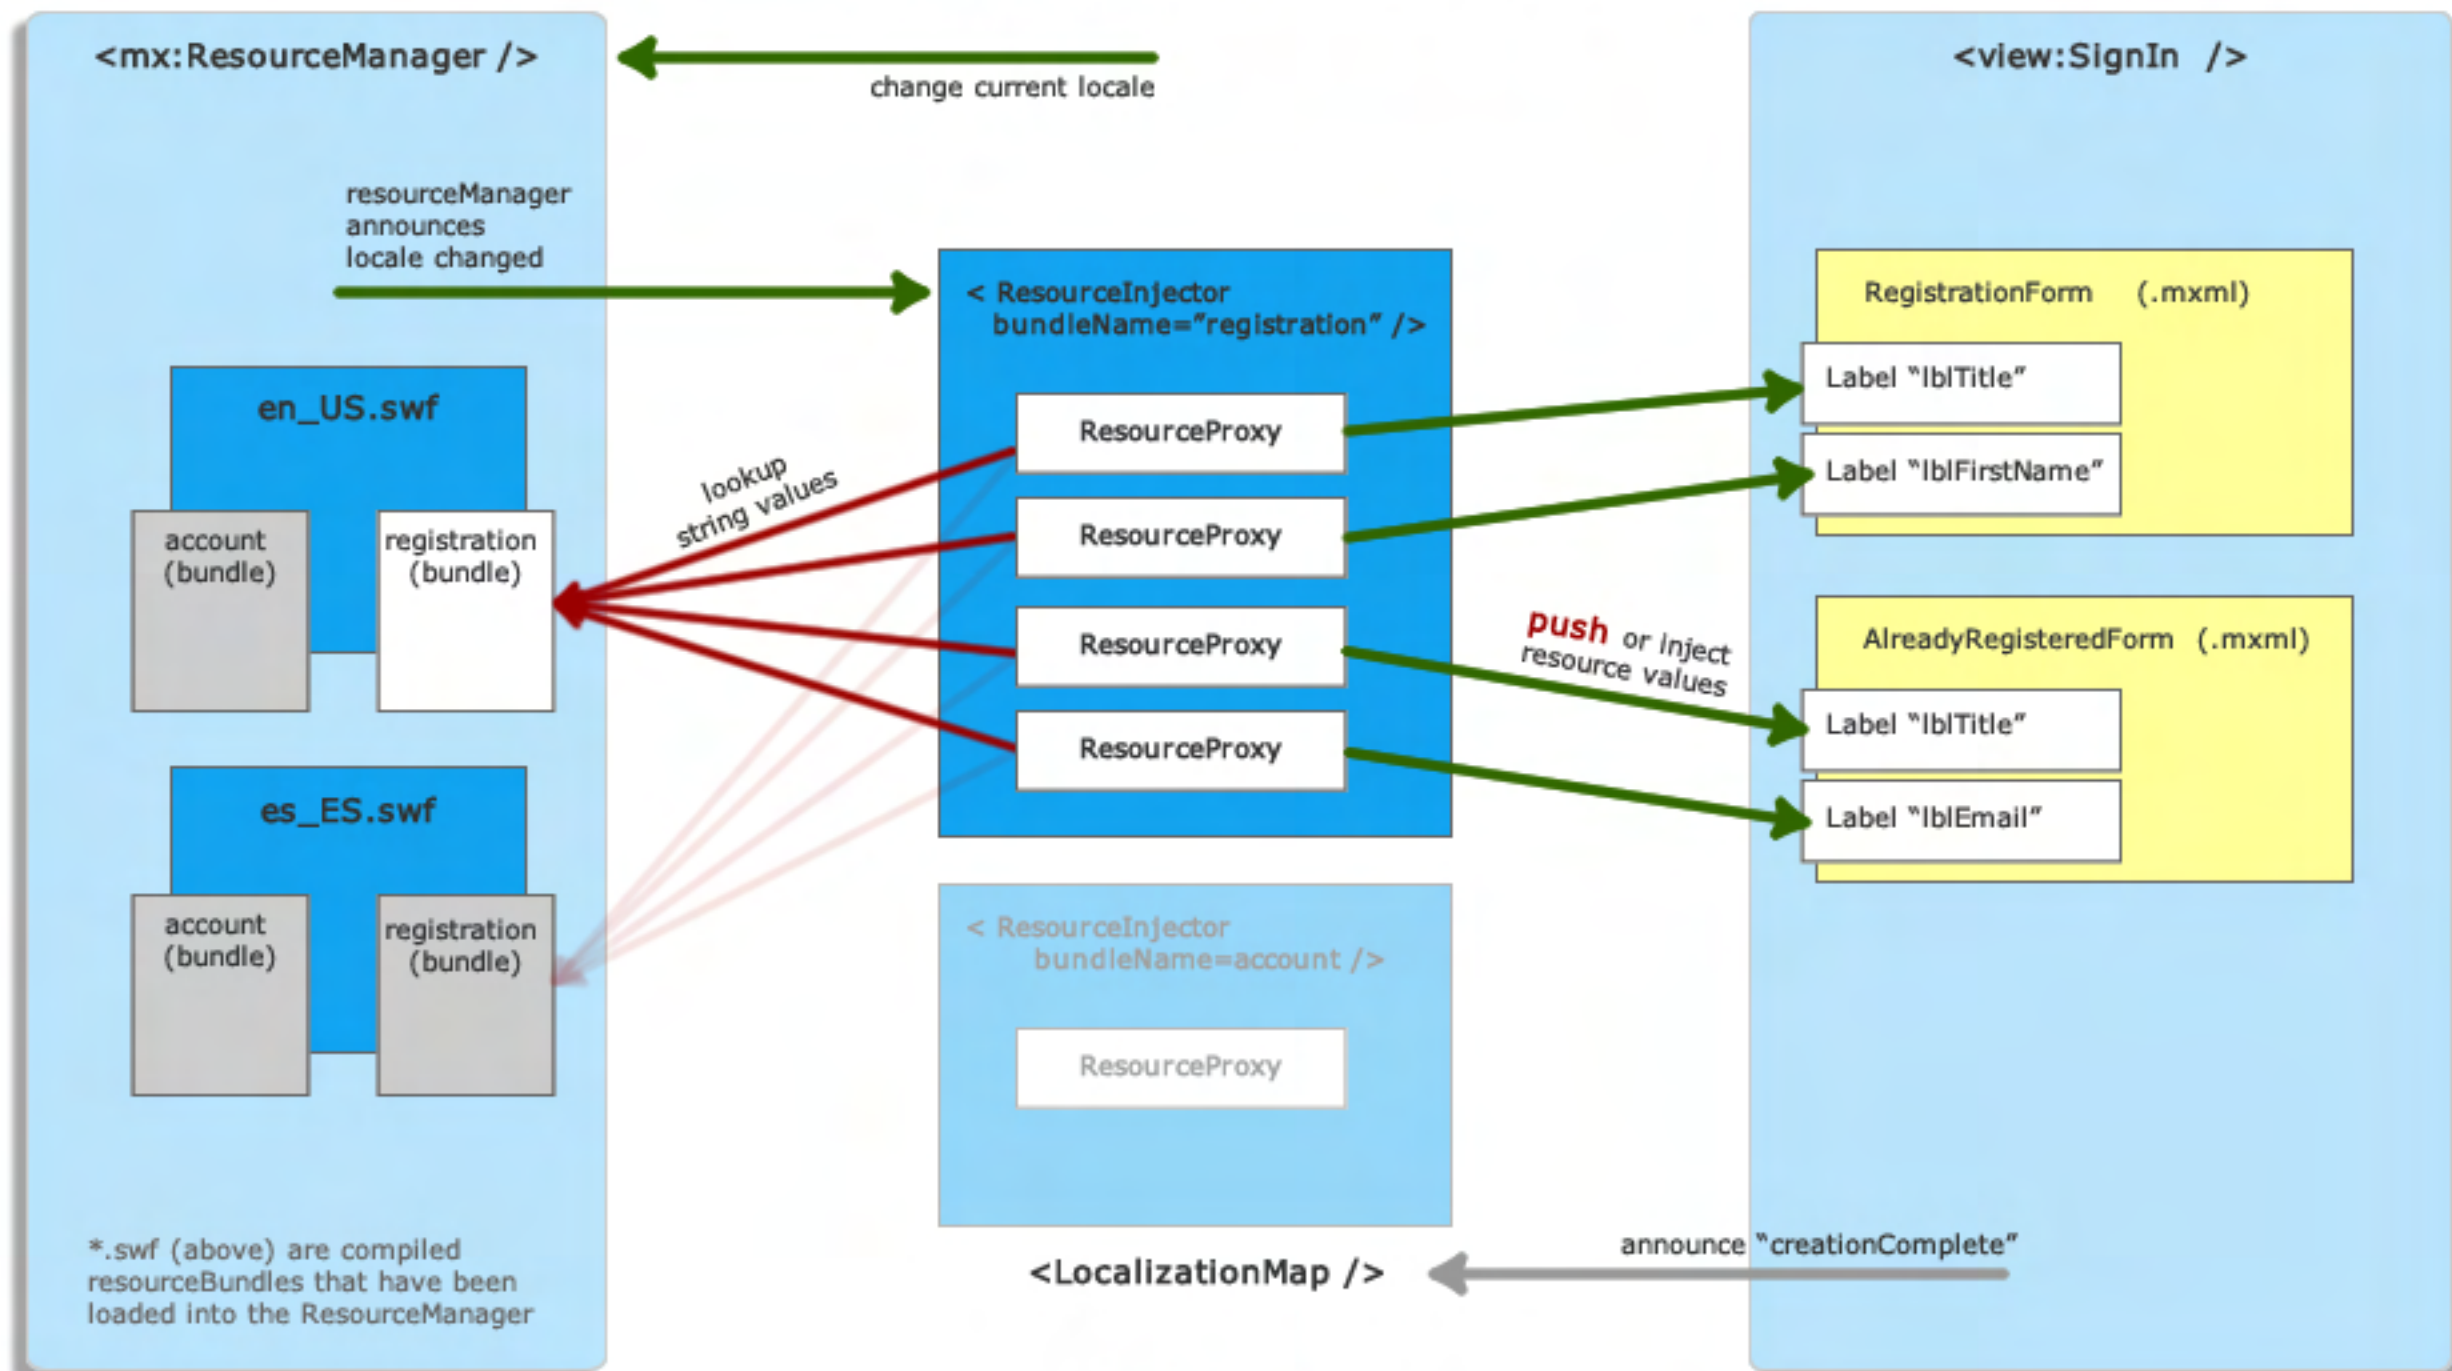 <mx:ResourceManager />
change current locale
<view:SignIn />
resourceManager
announces
locale changed
< ResourceInjector
bundleName="registration" />
RegistrationForm (.mxml)
Label "lblTitle"
Label "lblFirstName"
en_US.swf
account
(bundle)
registration
(bundle)
lookup
string values
ResourceProxy
ResourceProxy
ResourceProxy
ResourceProxy
push or inject
resource values
AlreadyRegisteredForm (.mxml)
Label "lblTitle"
Label "lblEmail"
es_ES.swf
account
(bundle)
registration
(bundle)
< ResourceInjector
bundleName=account />
ResourceProxy
*.swf (above) are compiled
resourceBundles that have been
loaded into the ResourceManager
<LocalizationMap />
announce "creationComplete"